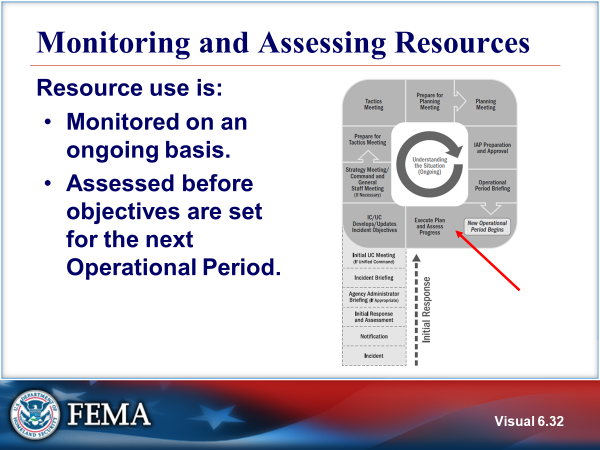 Monitoring and Assessing Resources
Resource use is:
• Monitored on an
ongoing basis.
• Assessed before
objectives are set
for the next
Operational Period.
Tactics
Meeting
Prepare for
Planning
Meeting
Planning
Meeting
Prepare for
Tactics Meeting
Understanding
the Situation
(Ongoing)
IAP Preparation
and Approval
Strategy Meeting/
Command and
General
Staff Meeting
(If Necessary)
Operational
Period Briefing
IC/UC
Develops/Updates
Incident Objectives
Execute Plan
and Assess
Progress
New Operational
Period Begins
Initial UC Meeting
(If Unified Command)
Incident Briefing
Agency Administrator
Briefing (If Appropriate)
Initial Response
and Assessment
Notification
Incident
Initial Response
U.S. DEPARTMENT OF
HOMELAND SECURITY
FEMA
Visual 6.32